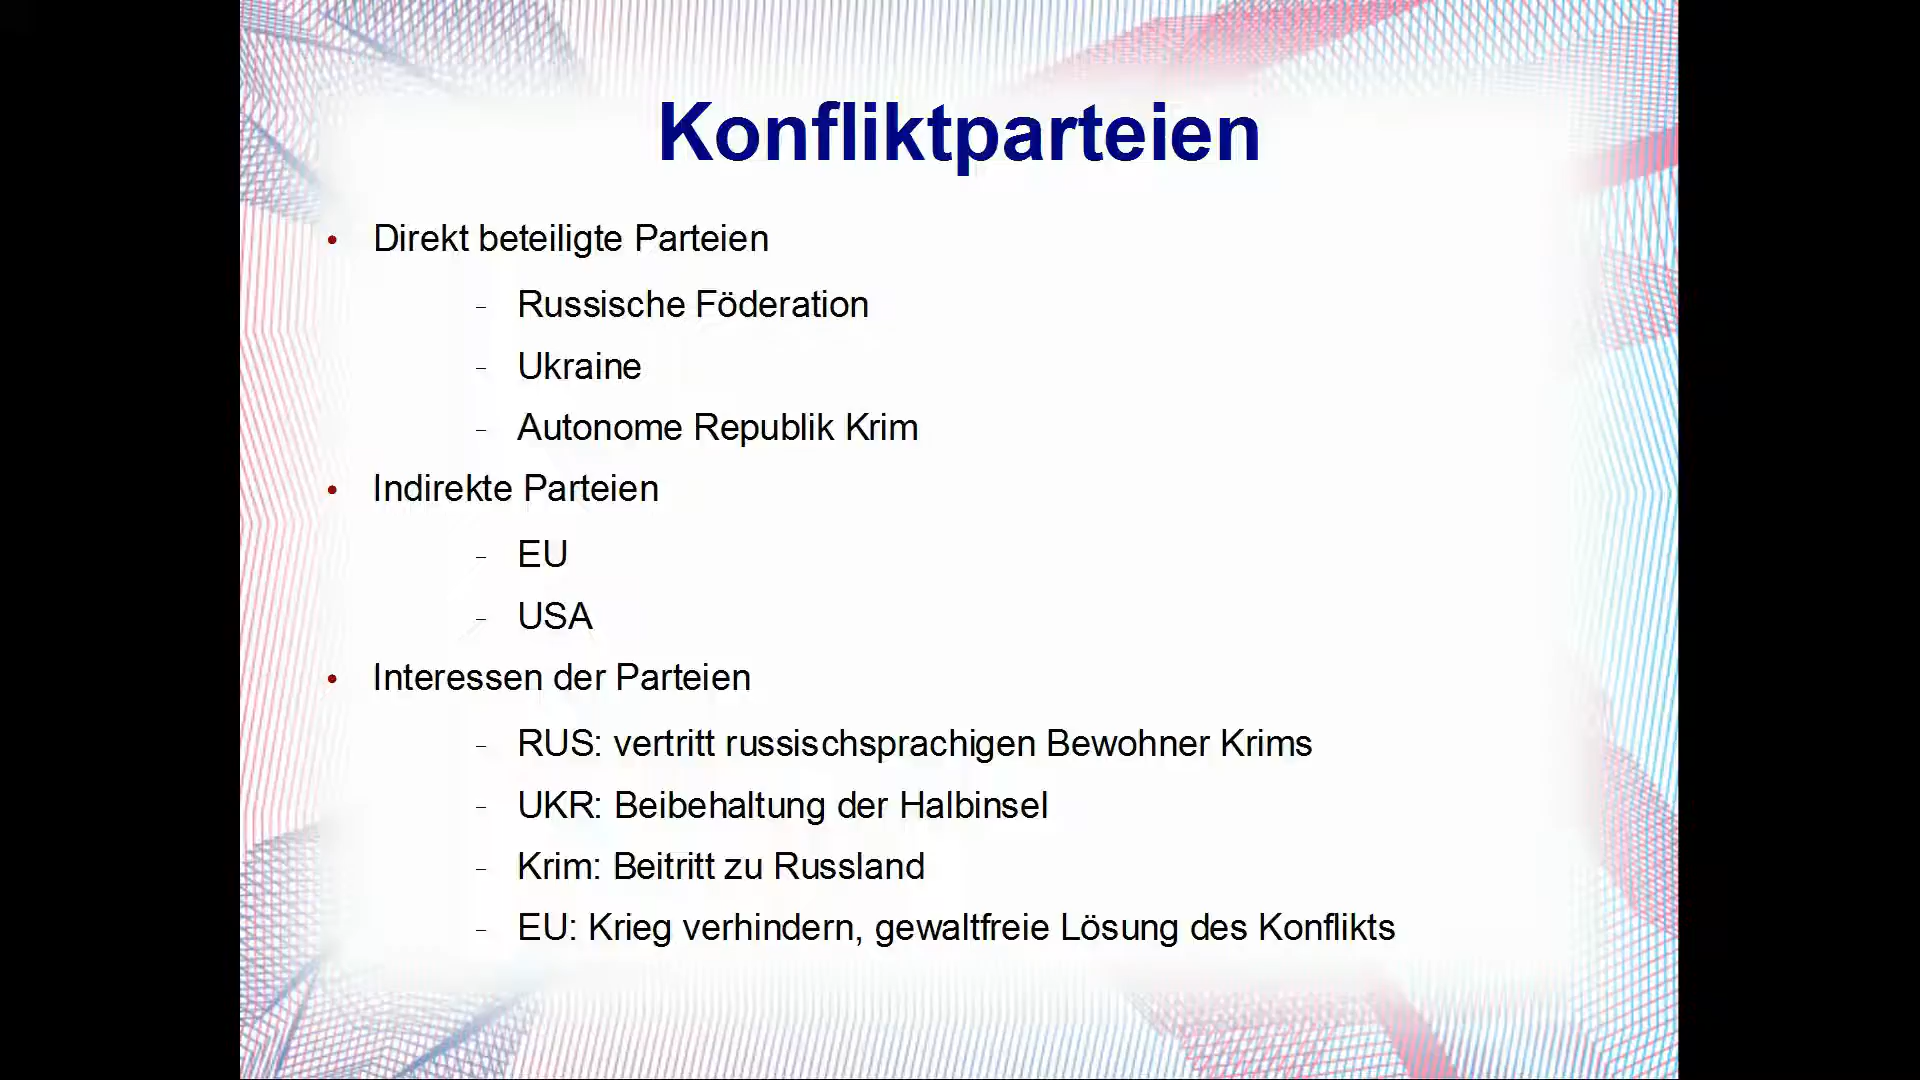 Konfliktparteien
• Direkt beteiligte Parteien
– Russische Föderation
– Ukraine
– Autonome Republik Krim
• Indirekte Parteien
– EU
– USA
• Interessen der Parteien
– RUS: vertritt russischsprachigen Bewohner Krims
– UKR: Beibehaltung der Halbinsel
– Krim: Beitritt zu Russland
– EU: Krieg verhindern, gewaltfreie Lösung des Konflikts